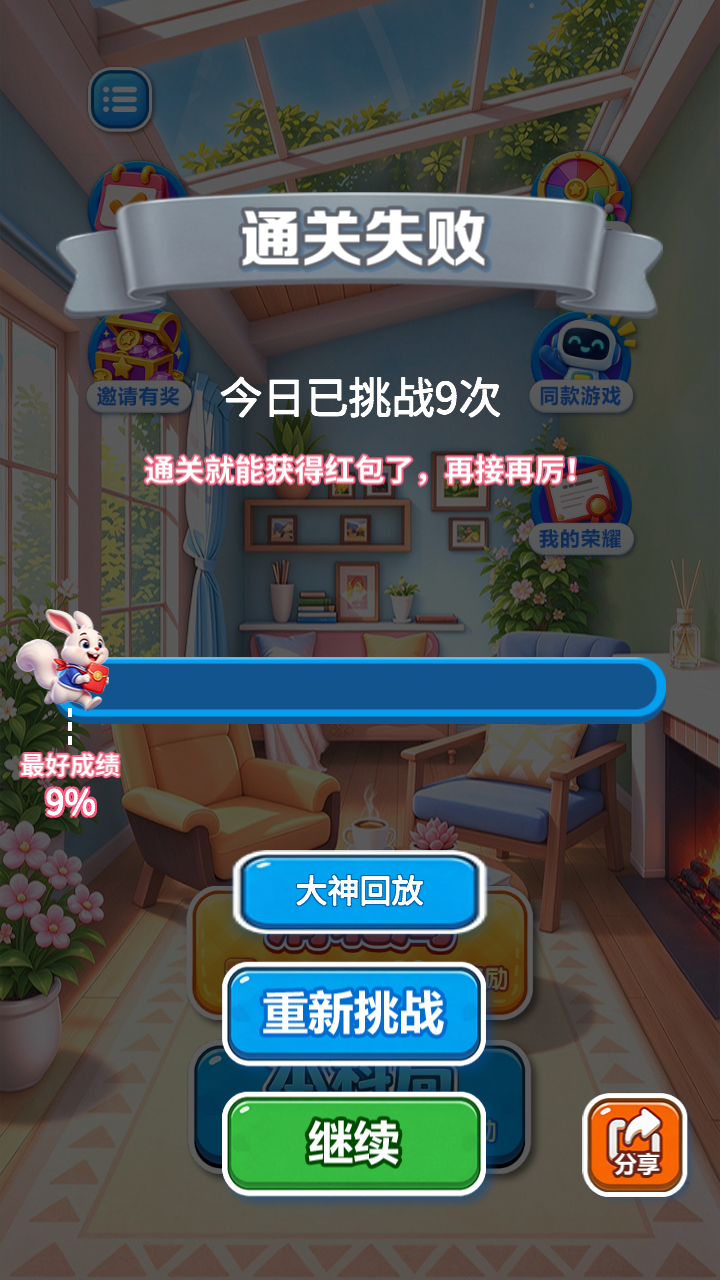 通关失败
邀请有奖
今日已挑战9次
同款游戏
通关就能获得红包了，再接再厉！
我的荣耀
最好成绩
9%
大神回放
重新挑战
继续
分享